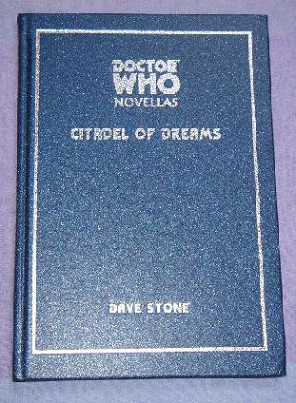 DOCTOR
WHO
NOVELLAS
CITADEL OF DREAMS
DAVE STONE